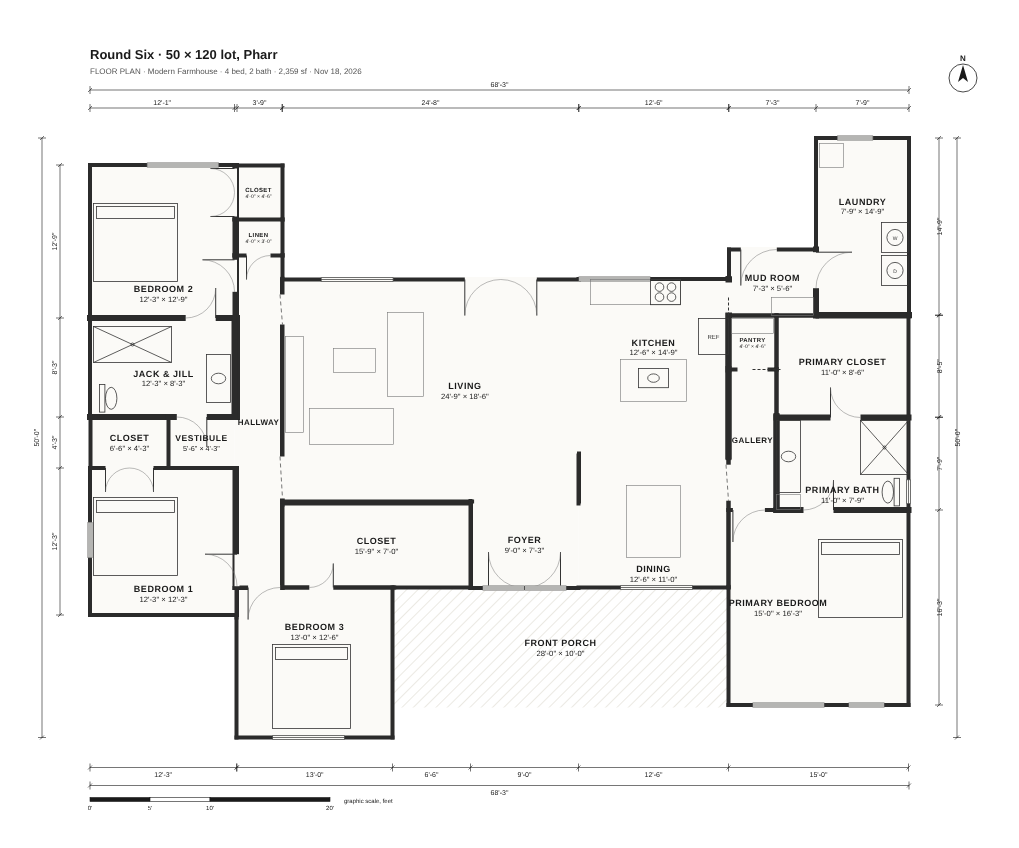 Round Six · 50 × 120 lot, Pharr
FLOOR PLAN · Modern Farmhouse · 4 bed, 2 bath · 2,359 sf · Nov 18, 2026
N
68'-3"
12'-1"
3'-9"
24'-8"
12'-6"
7'-3"
7'-9"
50'-0"
12'-9"
8'-3"
4'-3"
12'-3"
14'-9"
8'-5"
7'-9"
16'-3"
50'-0"
CLOSET
4'-0" × 4'-6"
LINEN
4'-0" × 3'-0"
BEDROOM 2
12'-3" × 12'-9"
LAUNDRY
7'-9" × 14'-9"
W
D
MUD ROOM
7'-3" × 5'-6"
JACK & JILL
12'-3" × 8'-3"
LIVING
24'-9" × 18'-6"
KITCHEN
12'-6" × 14'-9"
REF
PANTRY
4'-0" × 4'-6"
PRIMARY CLOSET
11'-0" × 8'-6"
HALLWAY
CLOSET
6'-6" × 4'-3"
VESTIBULE
5'-6" × 4'-3"
GALLERY
PRIMARY BATH
11'-0" × 7'-9"
CLOSET
15'-9" × 7'-0"
FOYER
9'-0" × 7'-3"
DINING
12'-6" × 11'-0"
BEDROOM 1
12'-3" × 12'-3"
PRIMARY BEDROOM
15'-0" × 16'-3"
BEDROOM 3
13'-0" × 12'-6"
FRONT PORCH
28'-0" × 10'-0"
12'-3"
13'-0"
6'-6"
9'-0"
12'-6"
15'-0"
68'-3"
graphic scale, feet
0'
5'
10'
20'